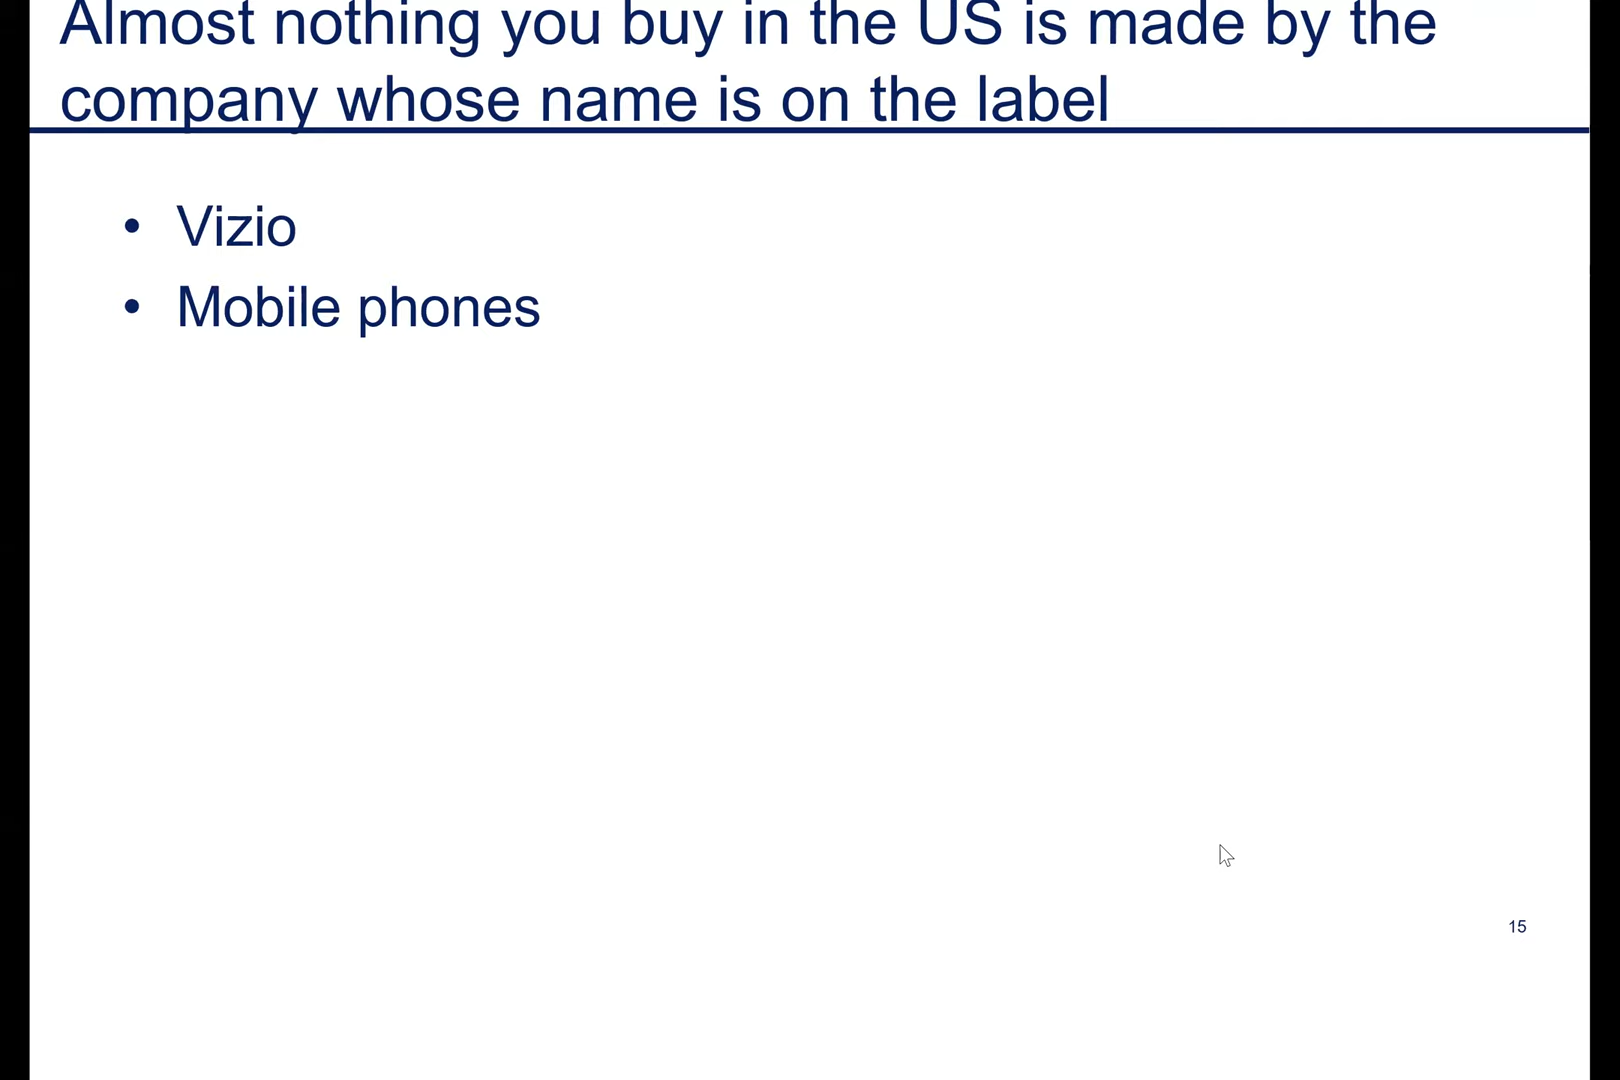 Almost nothing you buy in the US is made by the
company whose name is on the label
• Vizio
• Mobile phones
15